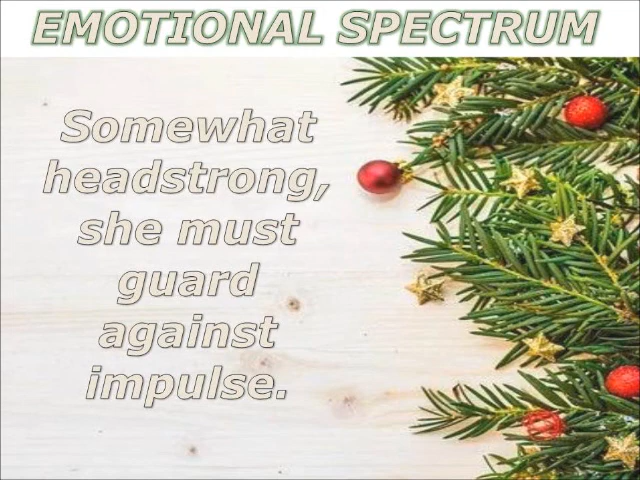 EMOTIONAL SPECTRUM
Somewhat
headstrong,
she must
guard
against
impulse.